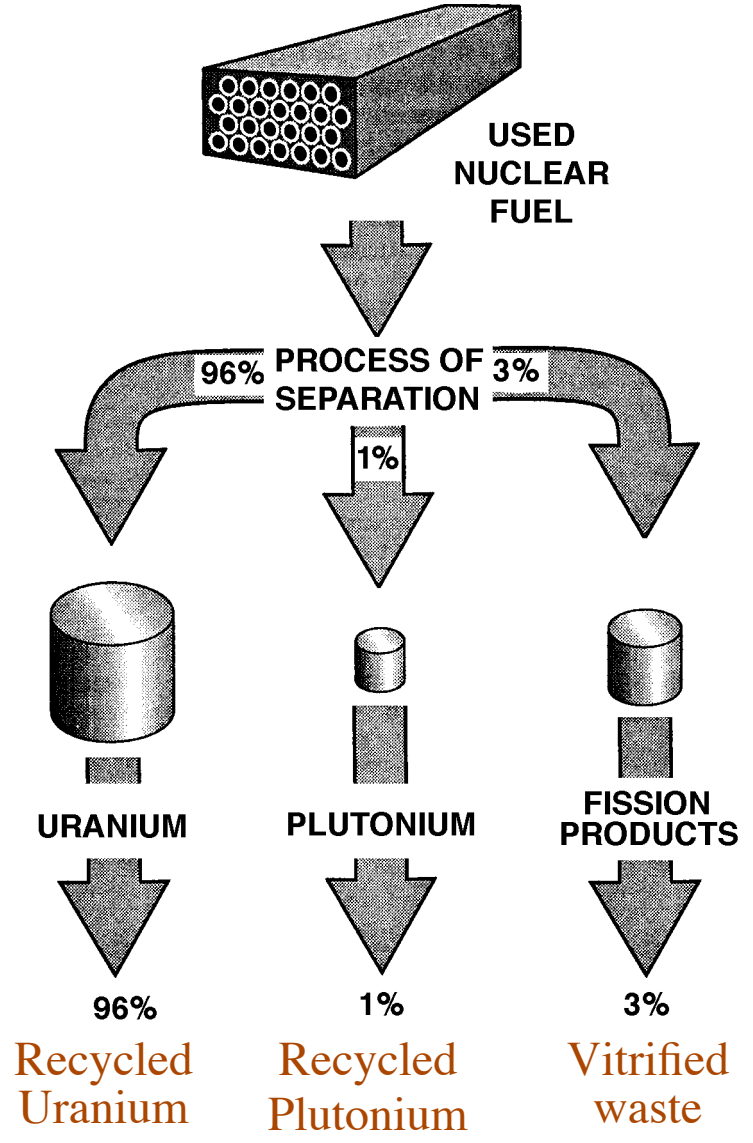 USED
NUCLEAR
FUEL
96%
PROCESS OF
SEPARATION
3%
1%
URANIUM
PLUTONIUM
FISSION
PRODUCTS
96%
1%
3%
Recycled
Uranium
Recycled
Plutonium
Vitrified
waste